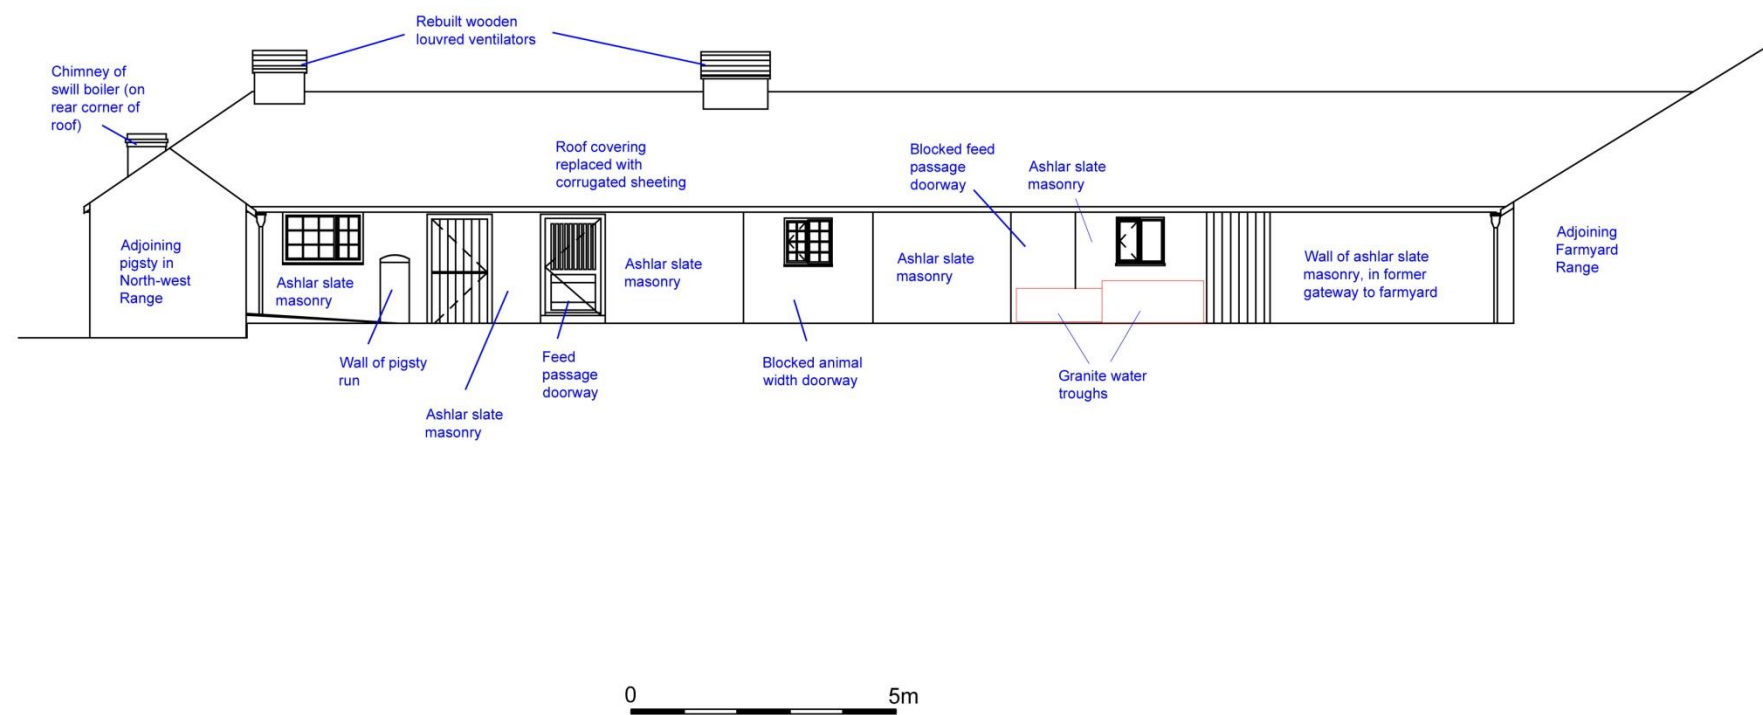 Rebuilt wooden
louvred ventilators
Chimney of
swill boiler (on
rear corner of
roof)
Roof covering
replaced with
corrugated sheeting
Blocked feed
passage
doorway
Ashlar slate
masonry
Adjoining
pigsty in
North-west
Range
Ashlar slate
masonry
Ashlar slate
masonry
Ashlar slate
masonry
Wall of ashlar slate
masonry, in former
gateway to farmyard
Adjoining
Farmyard
Range
Wall of pigsty
run
Feed
passage
doorway
Blocked animal
width doorway
Granite water
troughs
Ashlar slate
masonry
0
5m